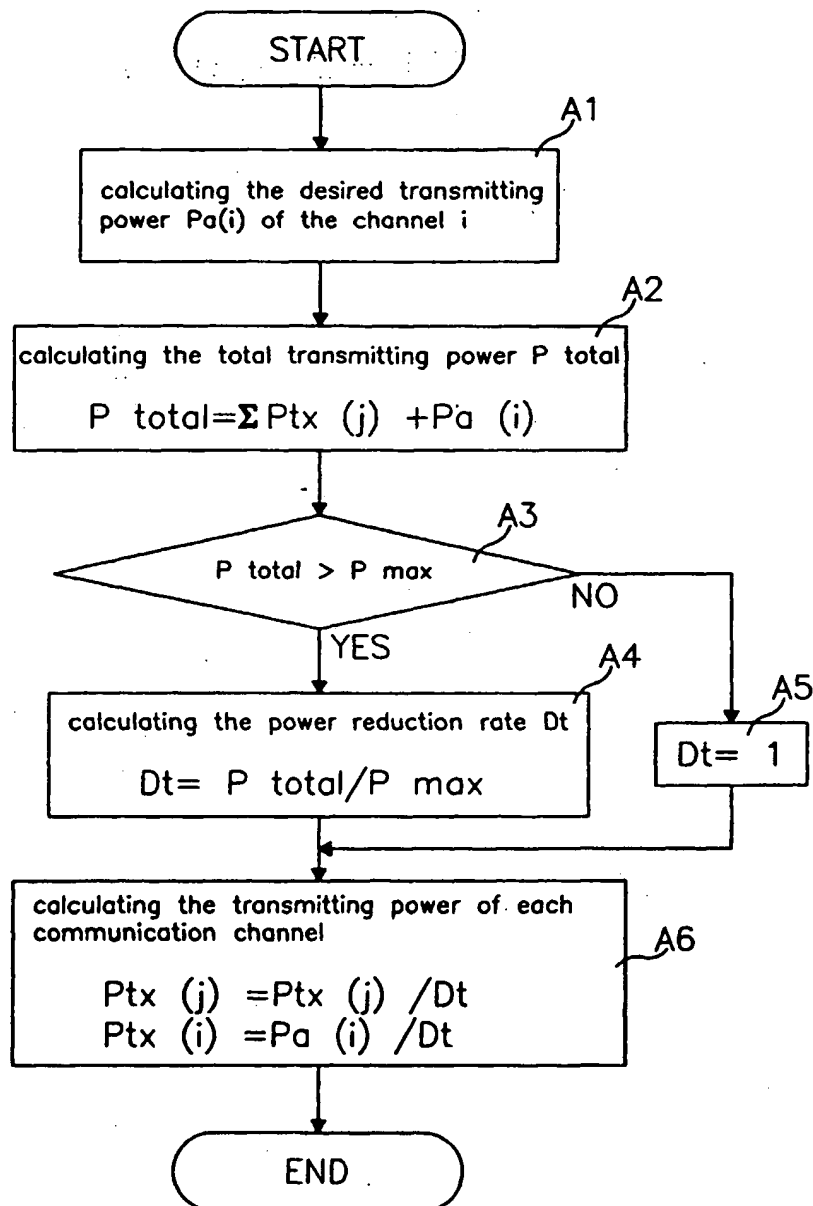 START
A1
calculating the desired transmitting
power Pa(i) of the channel i
A2
calculating the total transmitting power P total
P total=Σ Ptx (j) +Pa (i)
A3
P total > P max
NO
YES
A4
calculating the power reduction rate Dt
Dt= P total/P max
A5
Dt= 1
calculating the transmitting power of each
communication channel
A6
Ptx (j) =Ptx (j) /Dt
Ptx (i) =Pa (i) /Dt
END